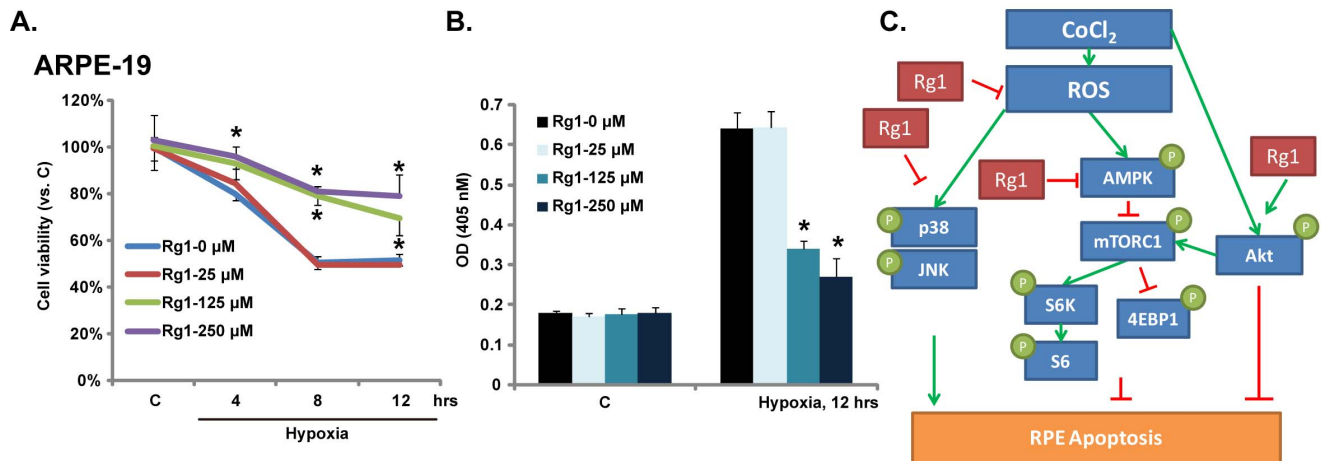 A.
ARPE-19
Cell viability (vs. C)
120%
100%
80%
60%
40%
20%
0%
*
*
*
*
*
Rg1-0 μM
Rg1-25 μM
Rg1-125 μM
Rg1-250 μM
C 4 8 12 hrs
Hypoxia
B.
OD (405 nM)
0.7
0.6
0.5
0.4
0.3
0.2
0.1
0
Rg1-0 μM
Rg1-25 μM
Rg1-125 μM
Rg1-250 μM
* *
C Hypoxia, 12 hrs
C.
CoCl₂
Rg1
ROS
Rg1
Rg1
P
Rg1
AMPK
P
p38
P
mTORC1
P
Akt
P
JNK
P
S6K
P
4EBP1
P
S6
RPE Apoptosis